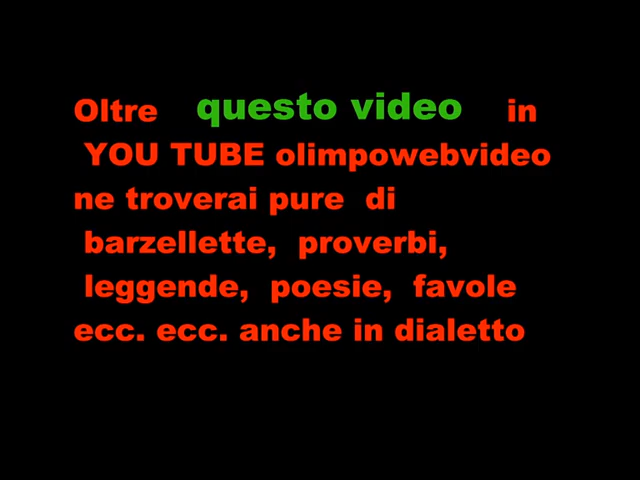 Oltre questo video in
YOU TUBE olimpowebvideo
ne troverai pure di
barzellette, proverbi,
leggende, poesie, favole
ecc. ecc. anche in dialetto